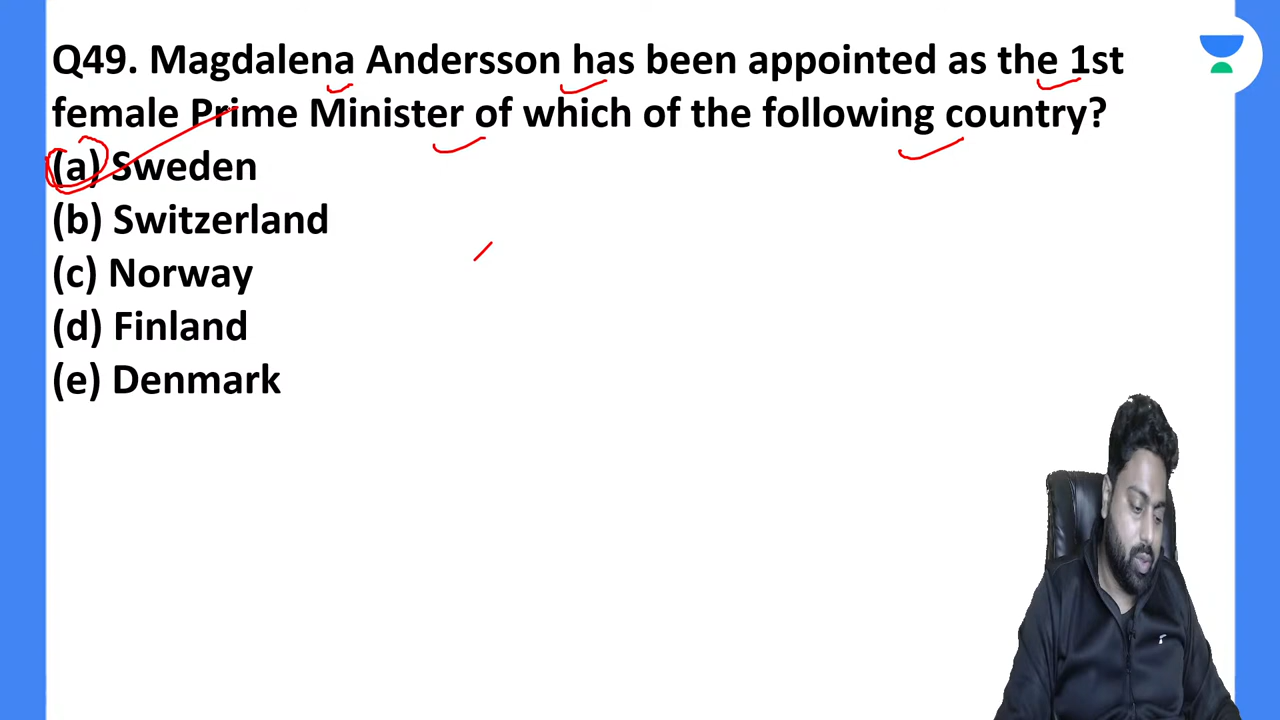 Q49. Magdalena Andersson has been appointed as the 1st
female Prime Minister of which of the following country?
(a) Sweden
(b) Switzerland
(c) Norway
(d) Finland
(e) Denmark